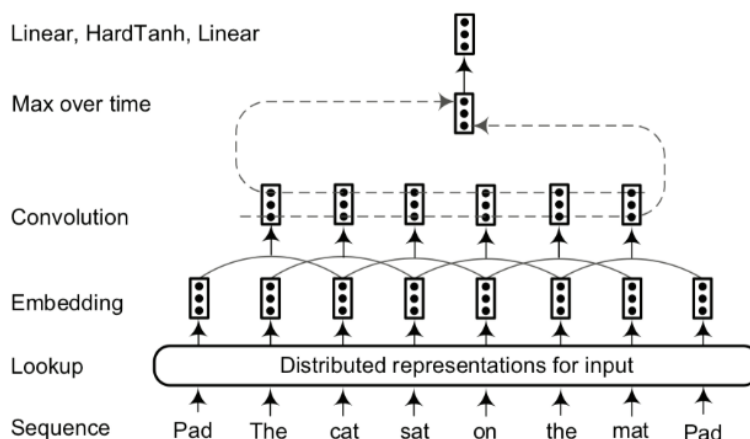 Linear, HardTanh, Linear
Max over time
Convolution
Embedding
Lookup Distributed representations for input
Sequence Pad The cat sat on the mat Pad